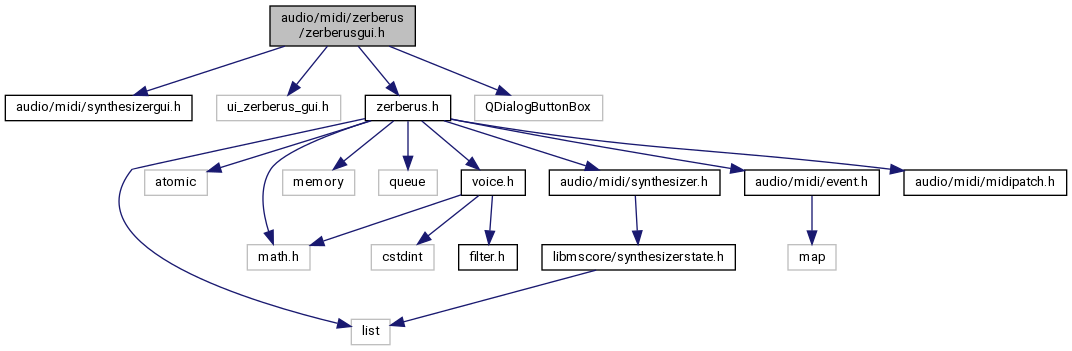 audio/midi/zerberus
/zerberusgui.h
audio/midi/synthesizergui.h
ui_zerberus_gui.h
zerberus.h
QDialogButtonBox
atomic
memory
queue
voice.h
audio/midi/synthesizer.h
audio/midi/event.h
audio/midi/midipatch.h
math.h
cstdint
filter.h
libmscore/synthesizerstate.h
map
list